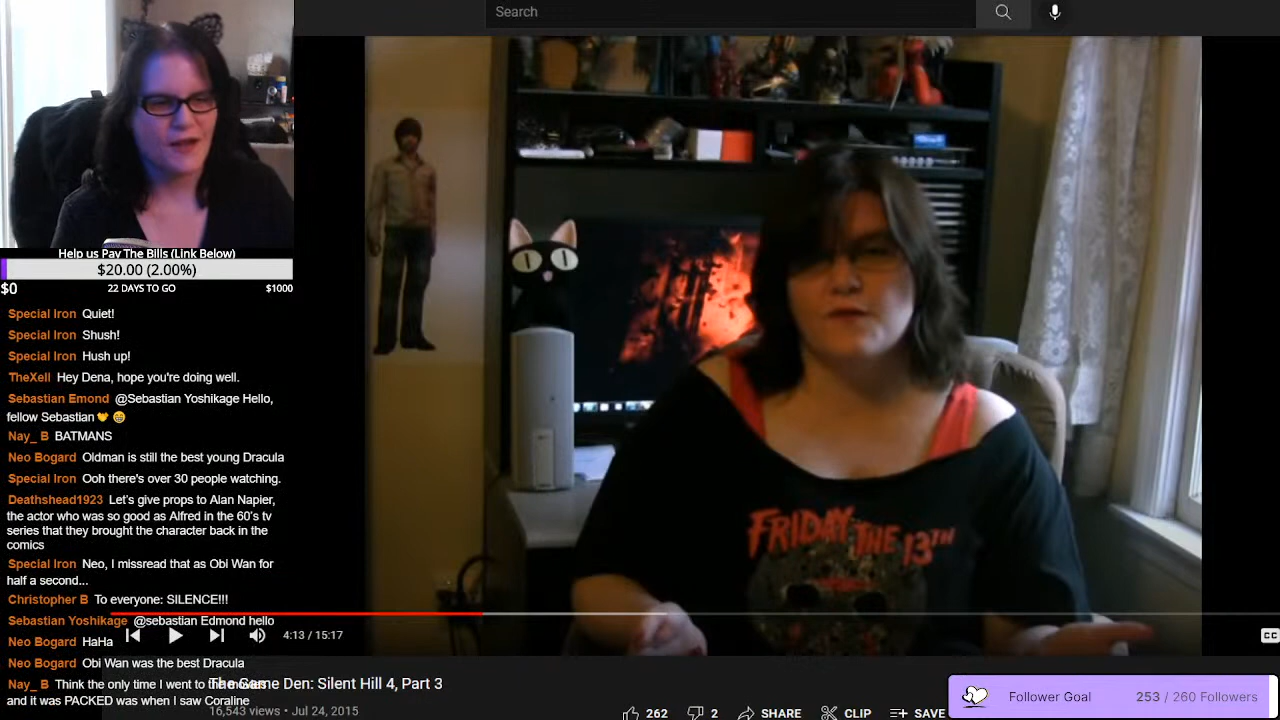 Search
Help us Pay The Bills (Link Below)
$20.00 (2.00%)
$0 22 DAYS TO GO $1000
Special Iron Quiet!
Special Iron Shush!
Special Iron Hush up!
TheXell Hey Dena, hope you're doing well.
Sebastian Emond @Sebastian Yoshikage Hello,
fellow Sebastian
Nay_ B BATMANS
Neo Bogard Oldman is still the best young Dracula
Special Iron Ooh there's over 30 people watching.
Deathshead1923 Let's give props to Alan Napier,
the actor who was so good as Alfred in the 60's tv
series that they brought the character back in the
comics
Special Iron Neo, I misread that as Obi Wan for
half a second...
Christopher B To everyone: SILENCE!!!
Sebastian Yoshikage @sebastian Edmond hello
Neo Bogard HaHa
Neo Bogard Obi Wan was the best Dracula
Nay_ B Think the only time I went to the movies
and it was PACKED was when I saw Coraline
FRIDAY THE 13TH
4:13 / 15:17
CC
The Game Den: Silent Hill 4, Part 3
16,543 views • Jul 24, 2015
262 2 SHARE CLIP SAVE
Follower Goal 253 / 260 Followers